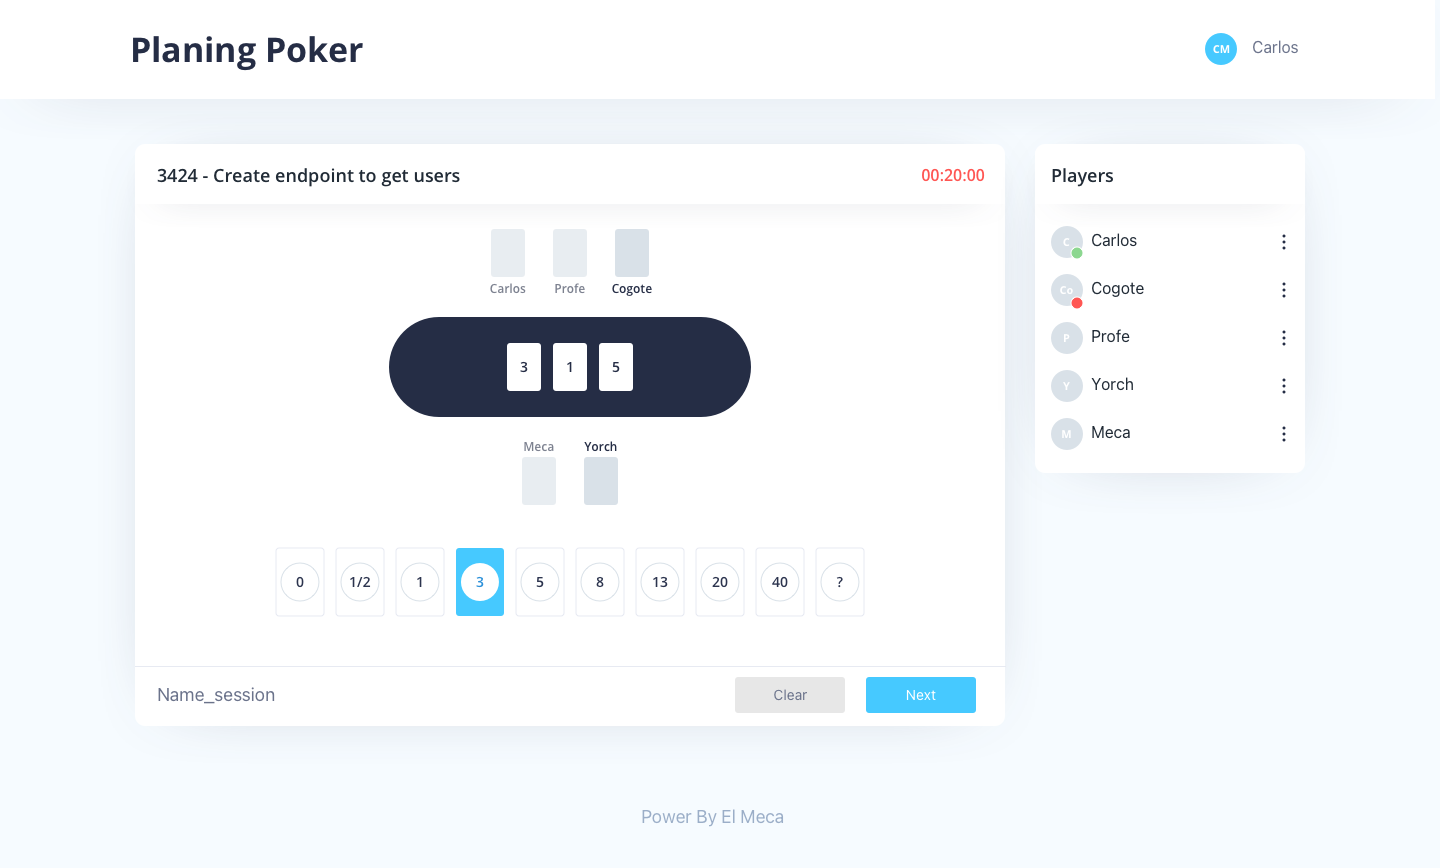 Planing Poker
CM Carlos
3424 - Create endpoint to get users 00:20:00
Carlos Profe Cogote
3 1 5
Meca Yorch
0 1/2 1 3 5 8 13 20 40 ?
Name_session Clear Next
Players
C Carlos
Co Cogote
P Profe
Y Yorch
M Meca
Power By El Meca